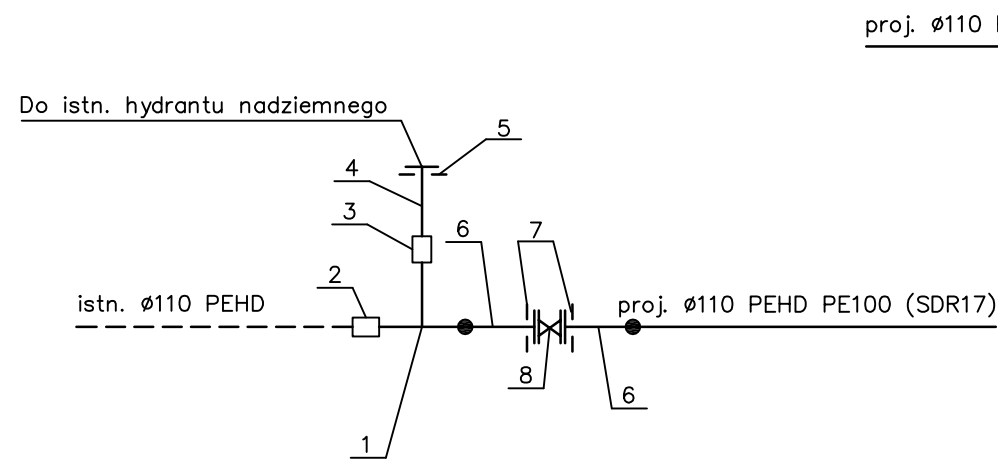 proj. ø110
Do istn. hydrantu nadziemnego
5
4
3
6
7
2
istn. ø110 PEHD
proj. ø110 PEHD PE100 (SDR17)
8
6
1